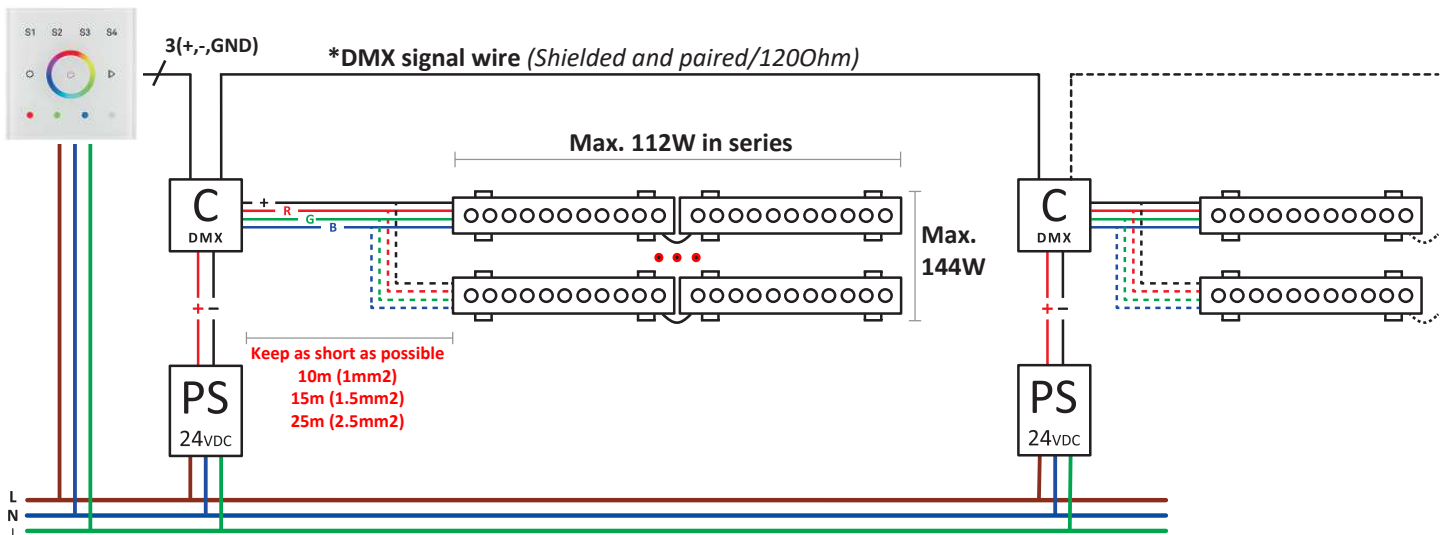 S1 S2 S3 S4
3(+,-,GND)
*DMX signal wire (Shielded and paired/120Ohm)
Max. 112W in series
C
DMX
+
R
G
B
Max.
144W
C
DMX
+ −
+ −
Keep as short as possible
10m (1mm2)
15m (1.5mm2)
25m (2.5mm2)
PS
24VDC
PS
24VDC
L
N